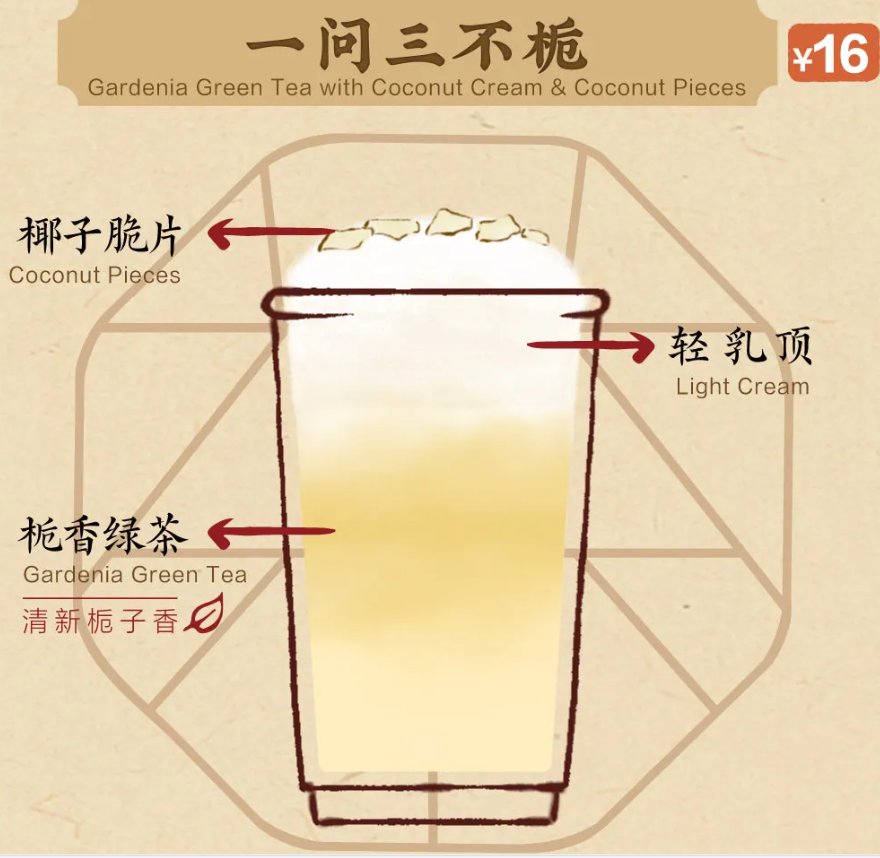 一问三不栀
Gardenia Green Tea with Coconut Cream & Coconut Pieces
¥16
椰子脆片
Coconut Pieces
轻乳顶
Light Cream
栀香绿茶
Gardenia Green Tea
清新栀子香